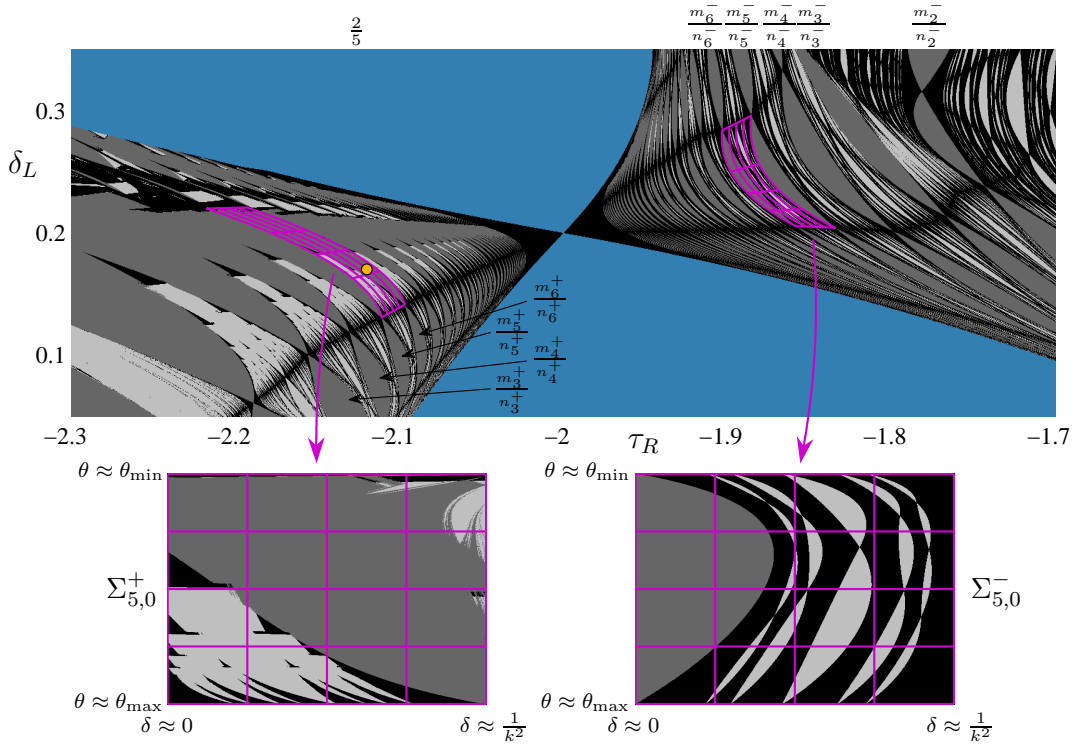 2/5 m_6^-/n_6^- m_5^-/n_5^- m_4^-/n_4^- m_3^-/n_3^- m_2^-/n_2^-
0.3
δ_L
0.2
0.1
m_6^+/n_6^+
m_5^+/n_5^+
m_4^+/n_4^+
m_3^+/n_3^+
−2.3 −2.2 −2.1 −2 τ_R −1.9 −1.8 −1.7
θ ≈ θ_min θ ≈ θ_min
Σ_{5,0}^+ Σ_{5,0}^-
θ ≈ θ_max θ ≈ θ_max
δ ≈ 0 δ ≈ 1/k^2 δ ≈ 0 δ ≈ 1/k^2